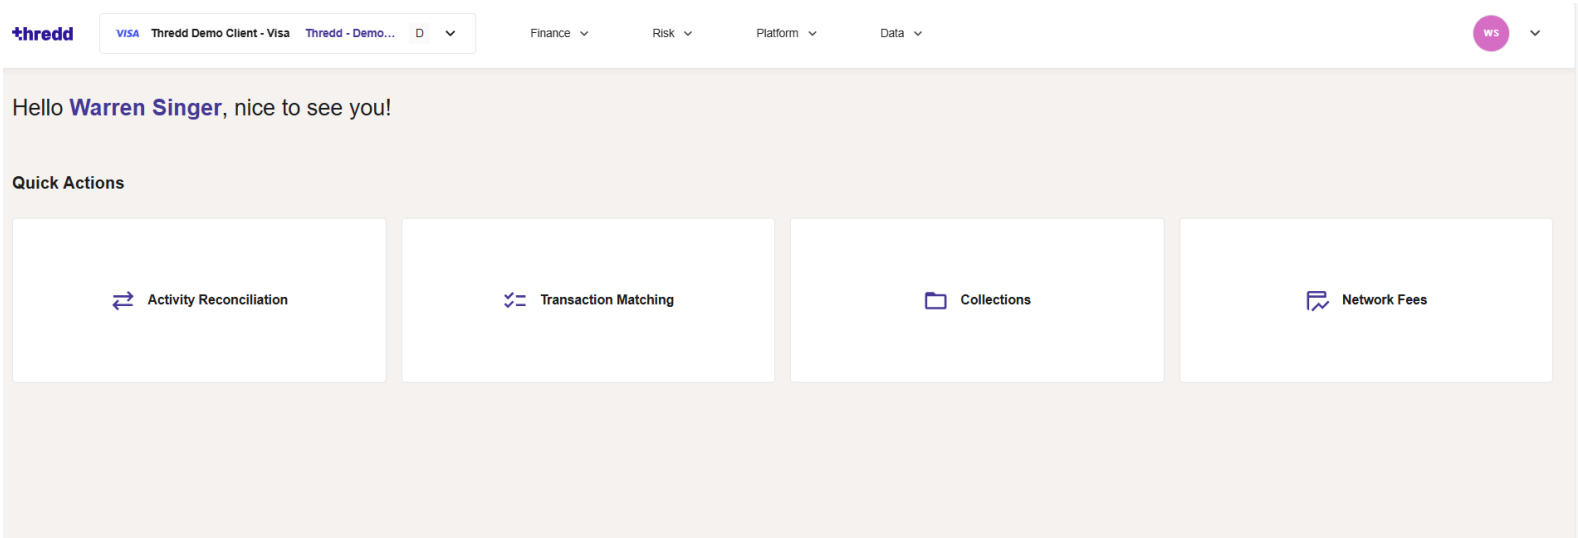 thredd VISA Thredd Demo Client - Visa Thredd - Demo... D Finance Risk Platform Data WS
Hello Warren Singer, nice to see you!
Quick Actions
Activity Reconciliation Transaction Matching Collections Network Fees